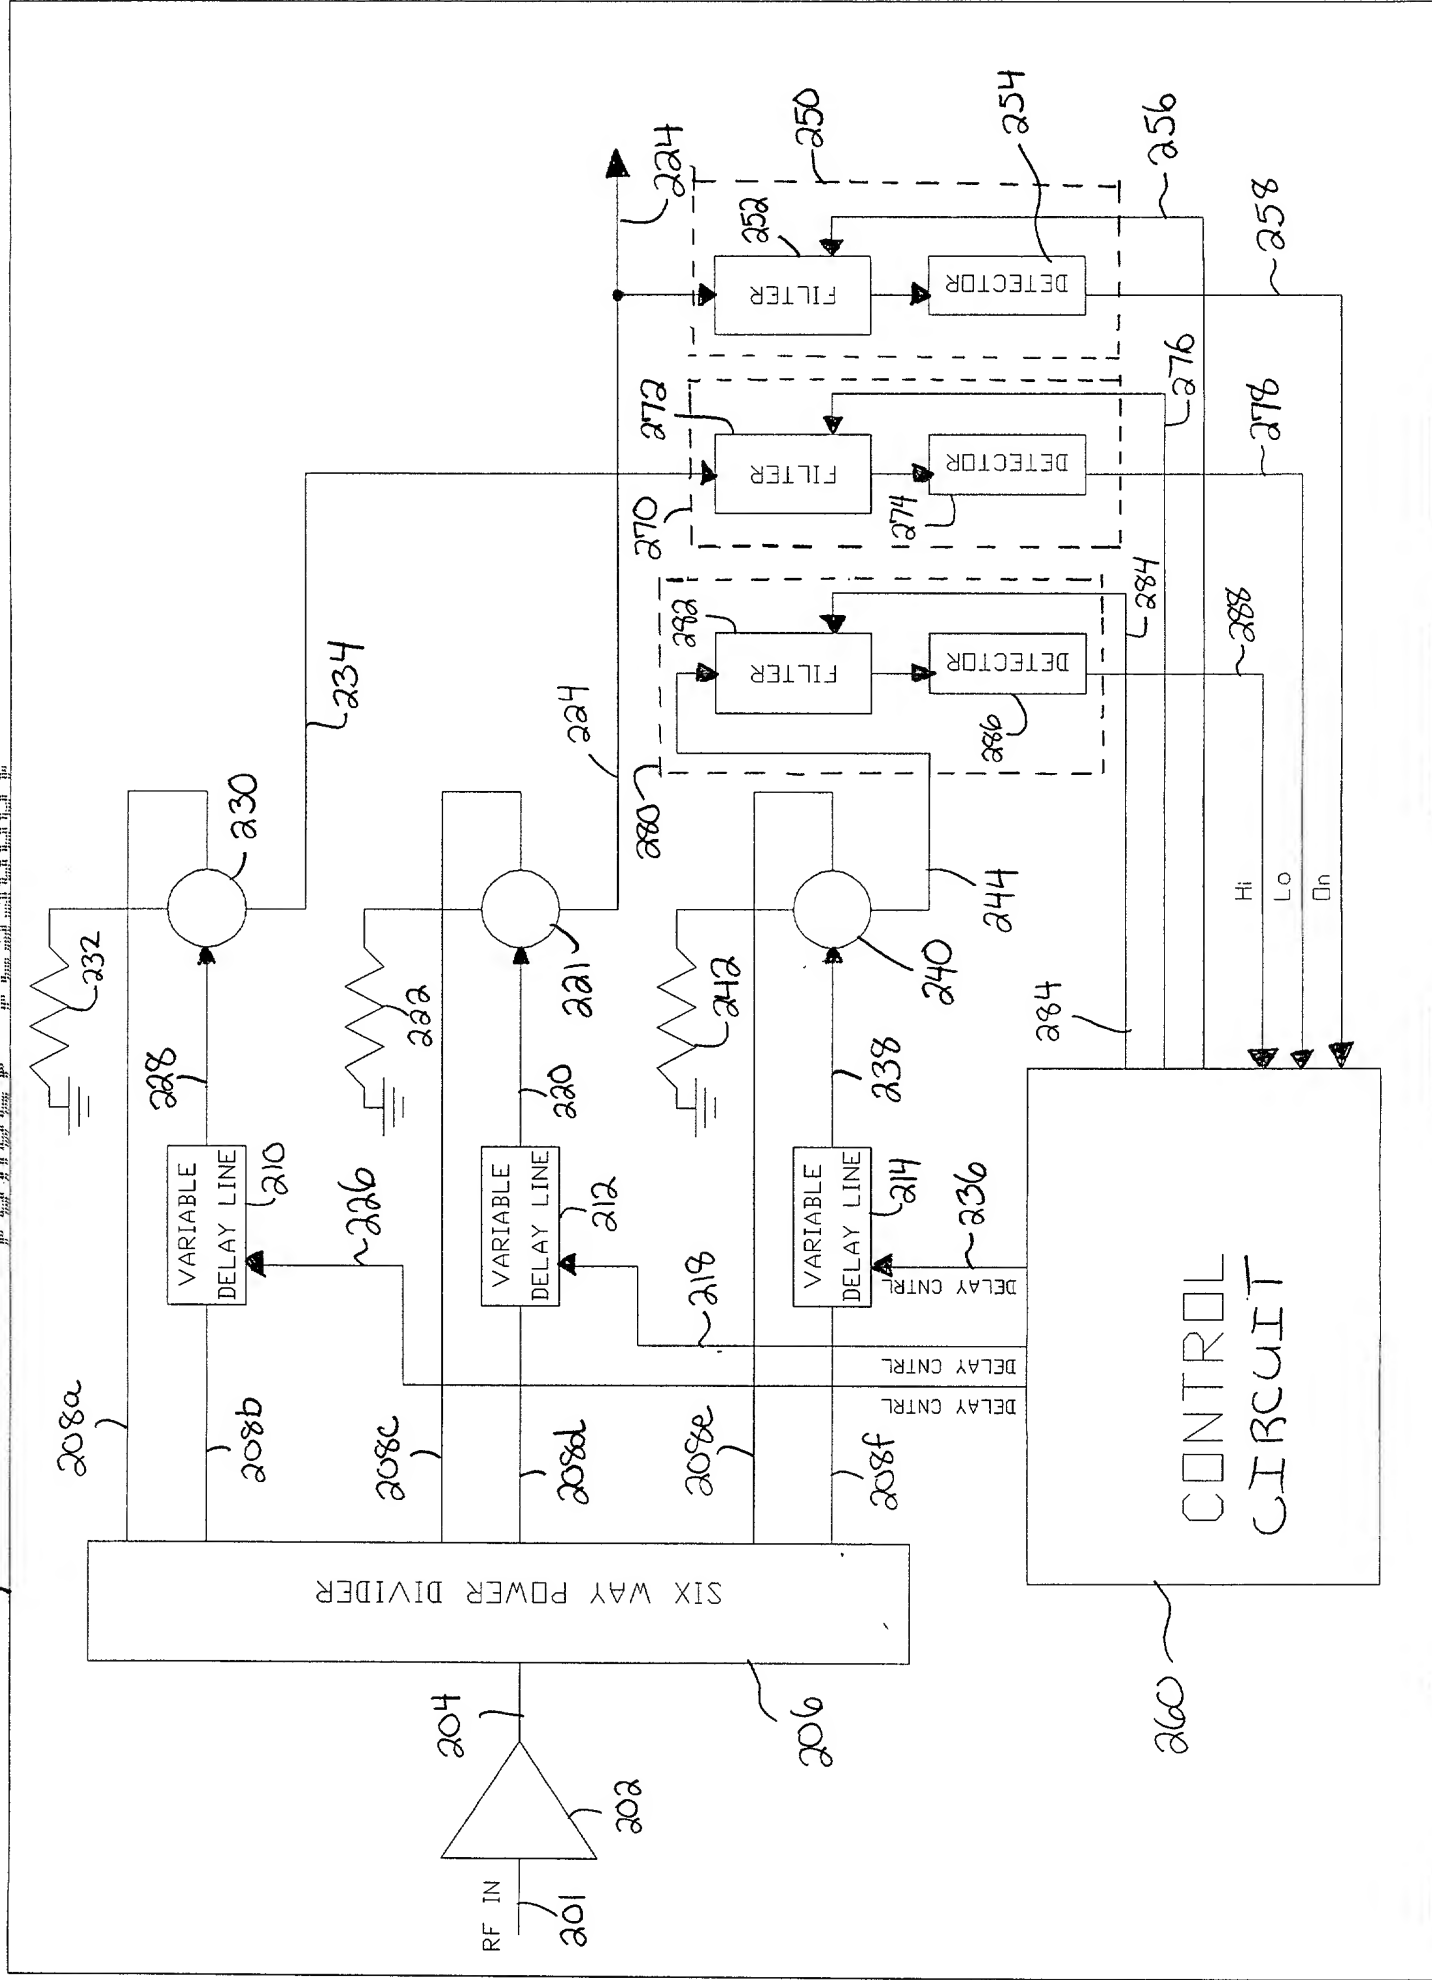 RF IN
201
202
204
206
SIX WAY POWER DIVIDER
208a
208b
208c
208d
208e
208f
VARIABLE
DELAY LINE
210
226
228
230
232
234
VARIABLE
DELAY LINE
212
218
220
221
222
224
224
VARIABLE
DELAY LINE
214
236
238
240
242
244
DELAY CNTRL
DELAY CNTRL
DELAY CNTRL
CONTROL
CIRCUIT
260
280
282
FILTER
DETECTOR
286
284
284
288
270
272
FILTER
274
DETECTOR
276
278
250
252
FILTER
254
DETECTOR
256
258
Hi
Lo
On